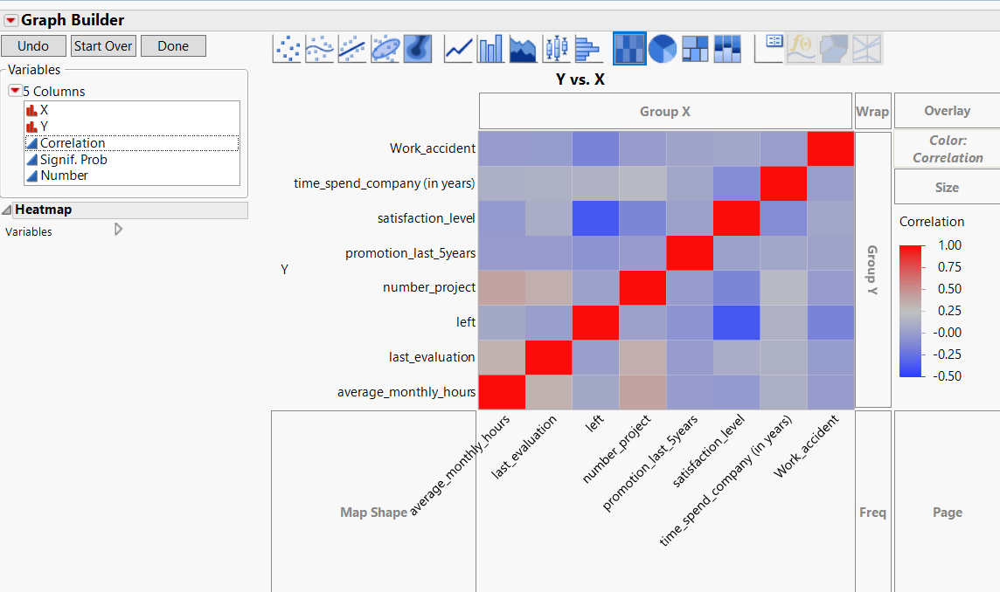 Graph Builder
Undo Start Over Done
Variables
5 Columns
X
Y
Correlation
Signif. Prob
Number
Heatmap
Variables
Y vs. X
Group X
Wrap
Overlay
Color:
Correlation
Size
Work_accident
time_spend_company (in years)
satisfaction_level
promotion_last_5years
number_project
left
last_evaluation
average_monthly_hours
Y
Group Y
Correlation
1.00
0.75
0.50
0.25
-0.00
-0.25
-0.50
average_monthly_hours
last_evaluation
left
number_project
promotion_last_5years
satisfaction_level
time_spend_company (in years)
Work_accident
Map Shape
Freq
Page